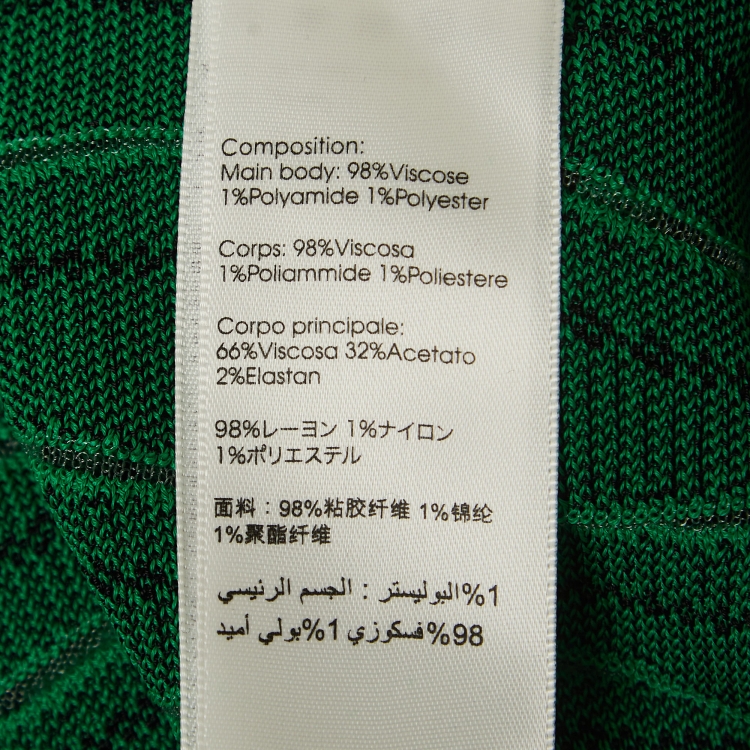 Composition:
Main body: 98%Viscose
1%Polyamide 1%Polyester
Corps: 98%Viscosa
1%Poliammide 1%Poliestere
Corpo principale:
66%Viscosa 32%Acetato
2%Elastan
98%レーヨン 1%ナイロン
1%ポリエステル
面料：98%粘胶纤维 1%锦纶
1%聚酯纤维
1%البوليستر : الجسم الرئيسي
98%فسكوزي 1%بولي أميد